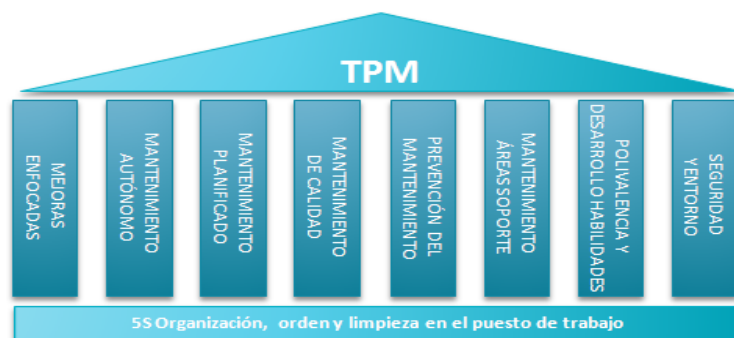 TPM
MEJORAS
ENFOCADAS
MANTENIMIENTO
AUTÓNOMO
MANTENIMIENTO
PLANIFICADO
MANTENIMIENTO
DE CALIDAD
PREVENCIÓN DEL
MANTENIMIENTO
MANTENIMIENTO
ÁREAS SOPORTE
POLIVALENCIA Y
DESARROLLO HABILIDADES
SEGURIDAD
Y ENTORNO
5S Organización, orden y limpieza en el puesto de trabajo